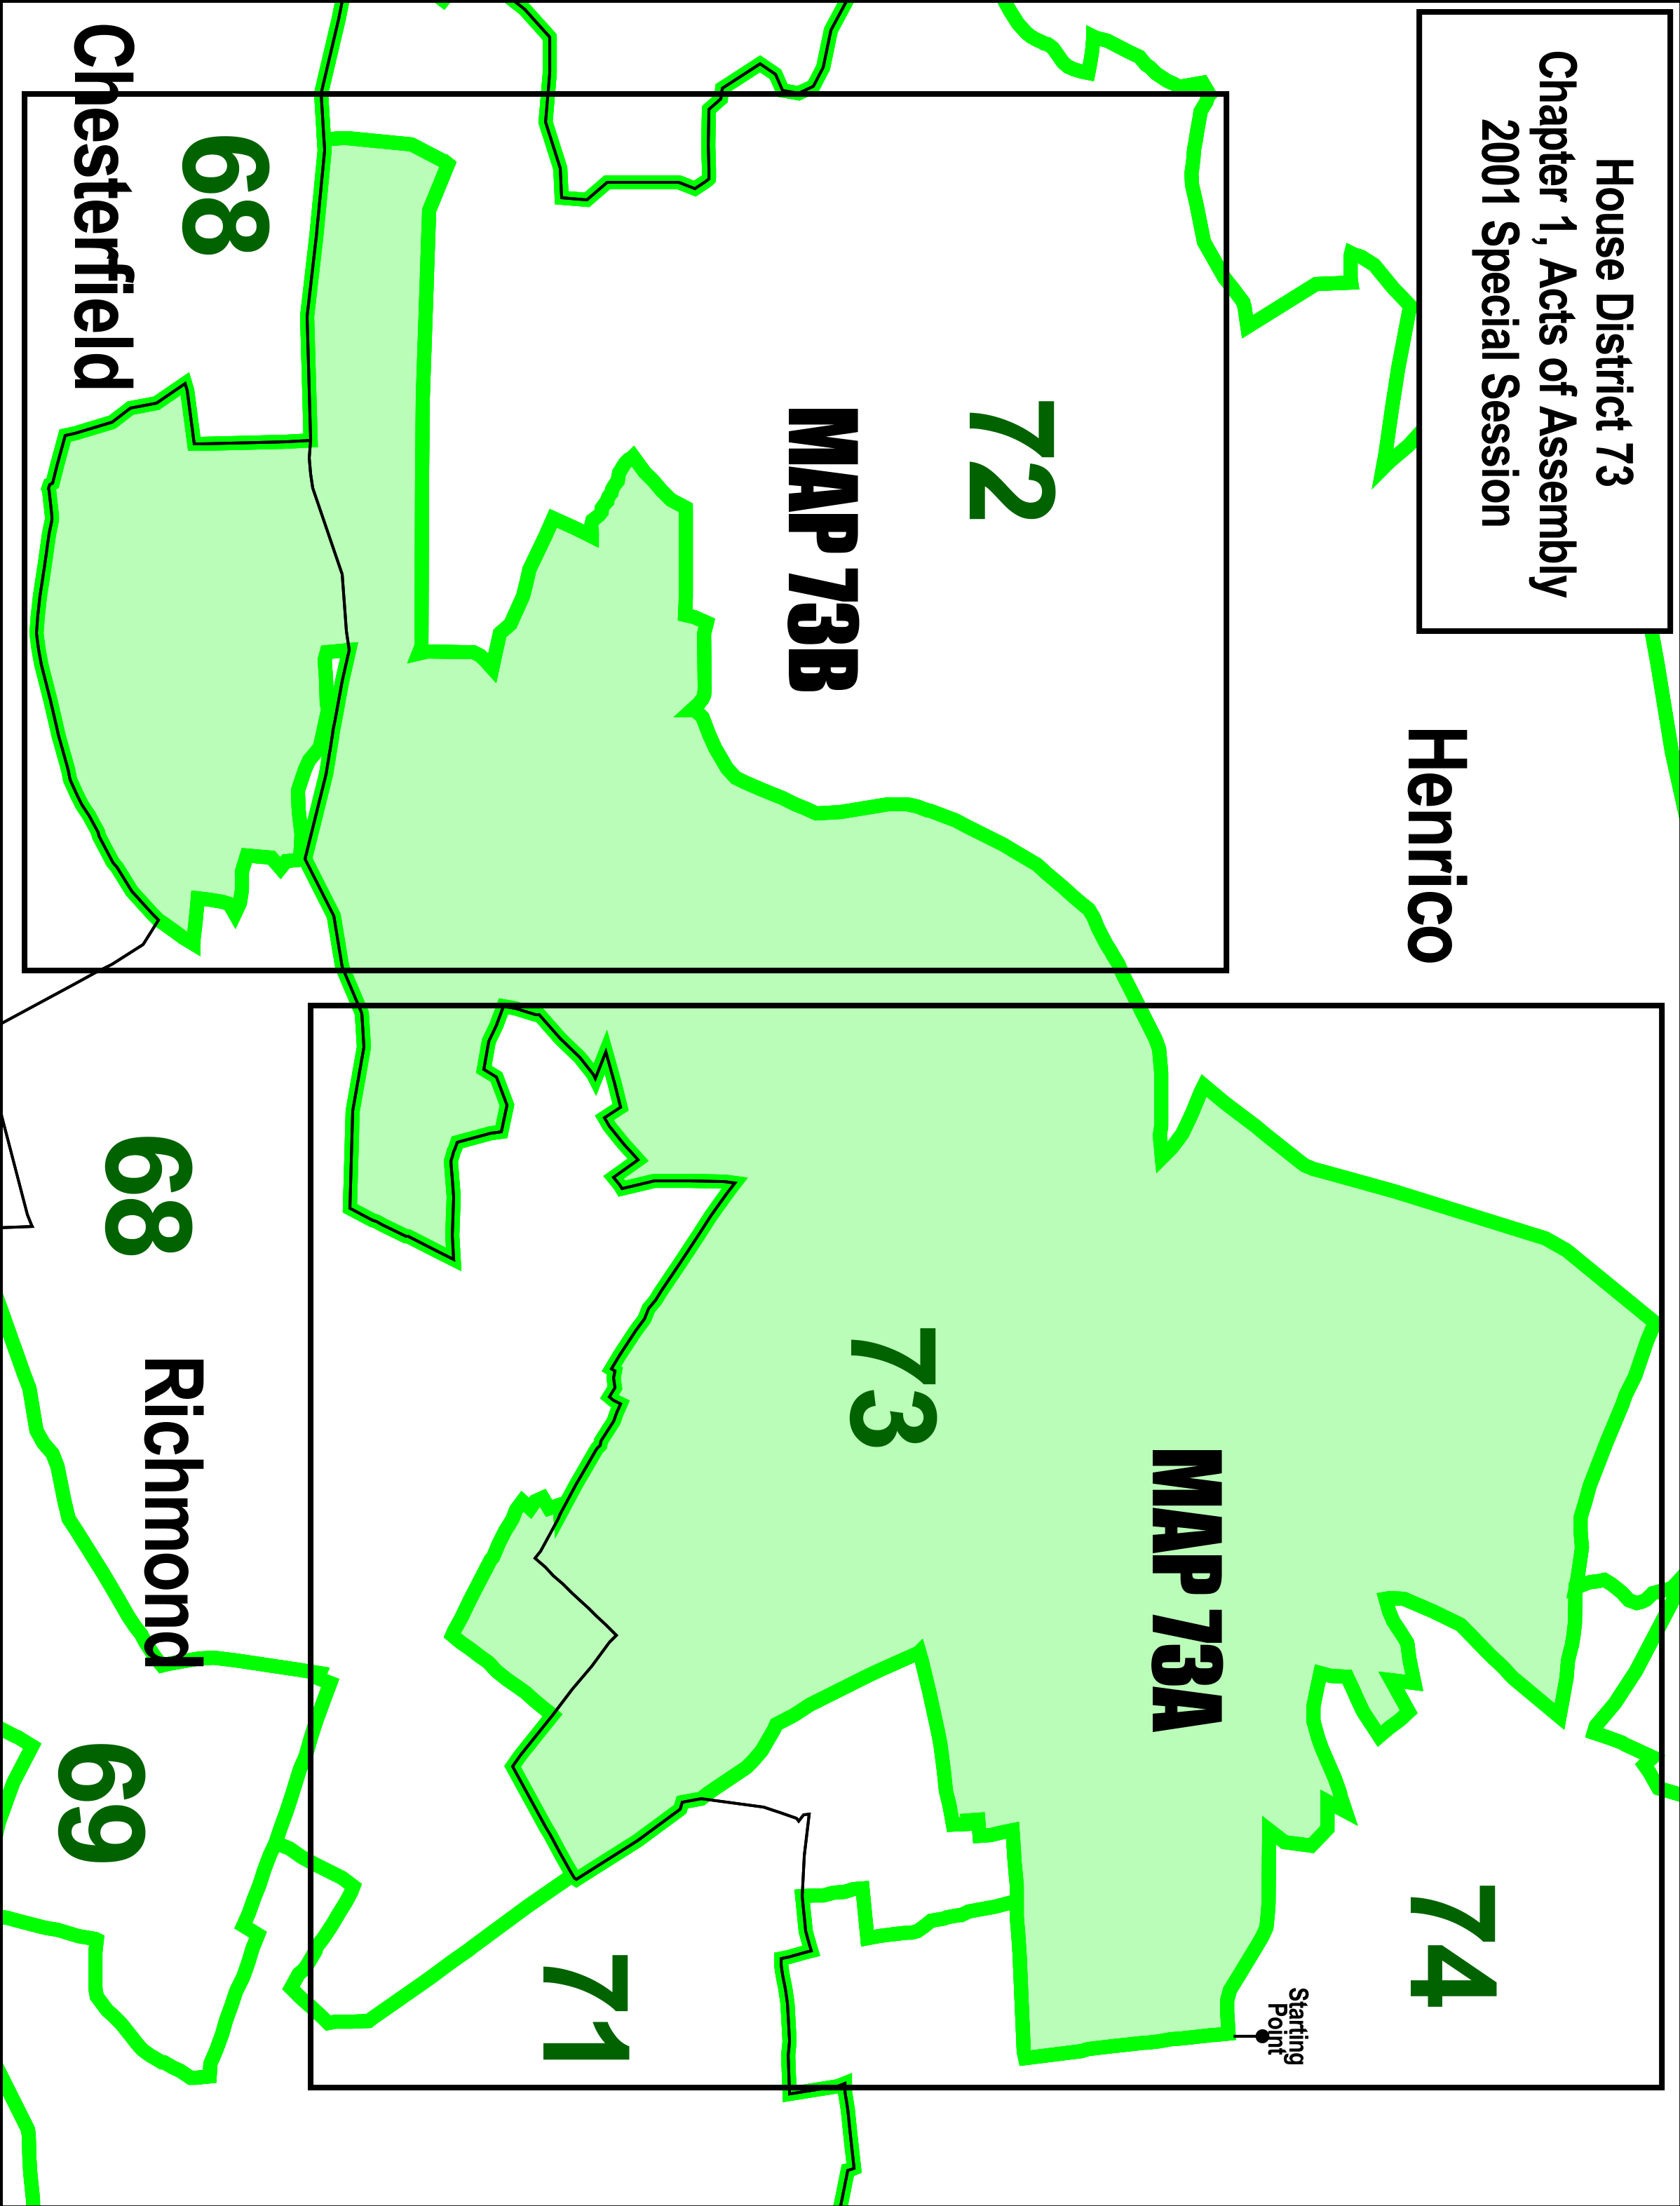 House District 73
Chapter 1, Acts of Assembly
2001 Special Session
Henrico
72
MAP 73B
68
Chesterfield
74
Starting
Point
MAP 73A
73
71
68
Richmond
69